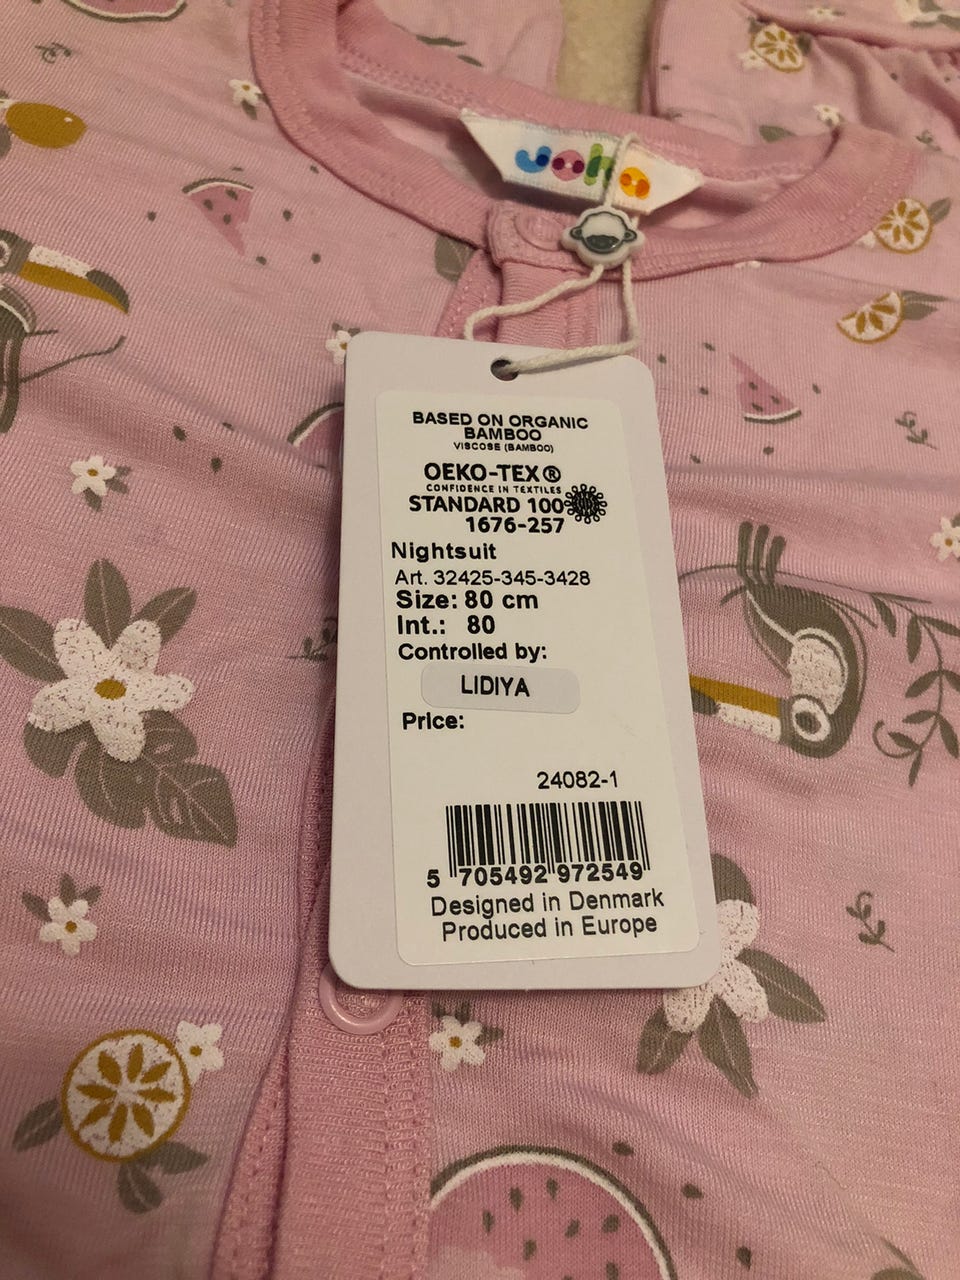 Joha
BASED ON ORGANIC
BAMBOO
VISCOSE (BAMBOO)
OEKO-TEX®
CONFIDENCE IN TEXTILES
STANDARD 100
1676-257
Nightsuit
Art. 32425-345-3428
Size: 80 cm
Int.: 80
Controlled by:
LIDIYA
Price:
24082-1
5 705492 972549
Designed in Denmark
Produced in Europe